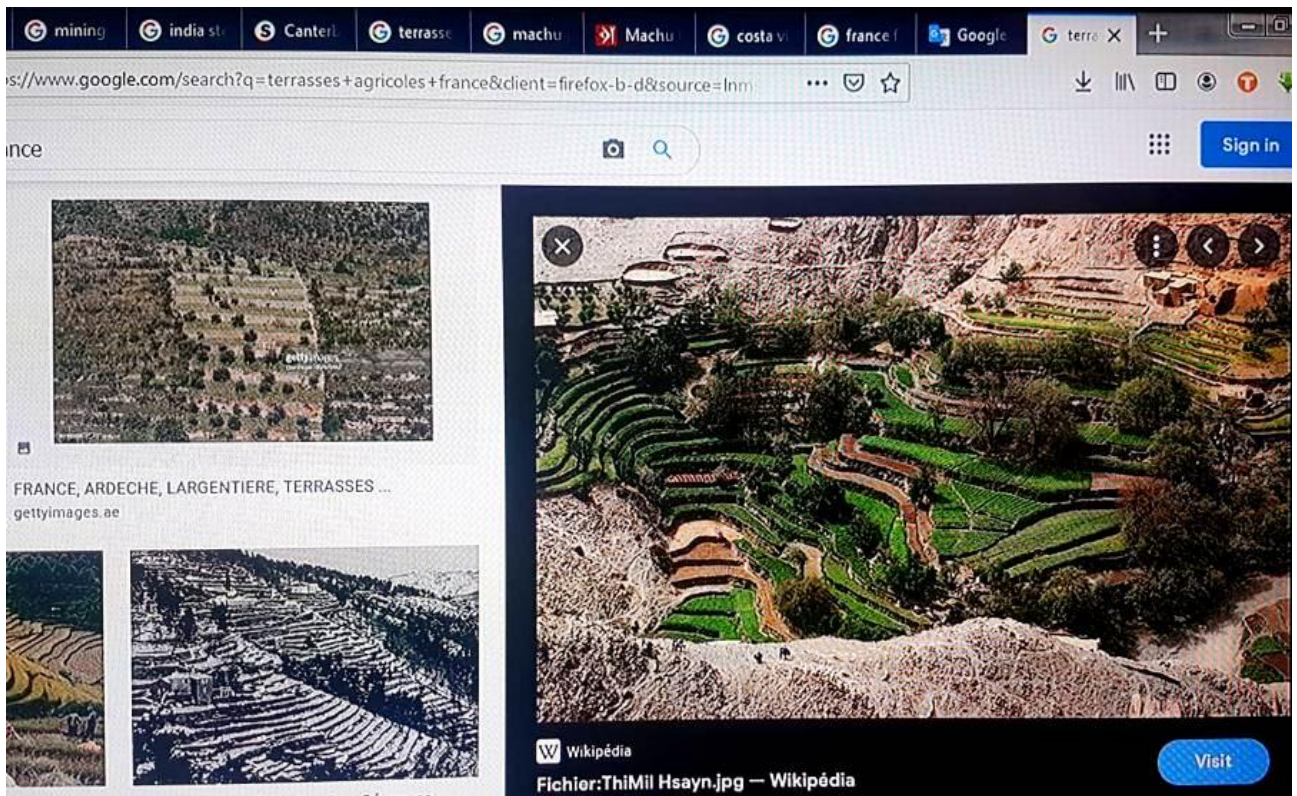 mining
india st
Canterb
terrasse
machu
Machu
costa vi
france f
Google
terra
s://www.google.com/search?q=terrasses+agricoles+france&client=firefox-b-d&source=lnm
nce
Sign in
gettyimages
FRANCE, ARDECHE, LARGENTIERE, TERRASSES ...
gettyimages.ae
W Wikipédia
Fichier:ThiMil Hsayn.jpg — Wikipédia
Visit